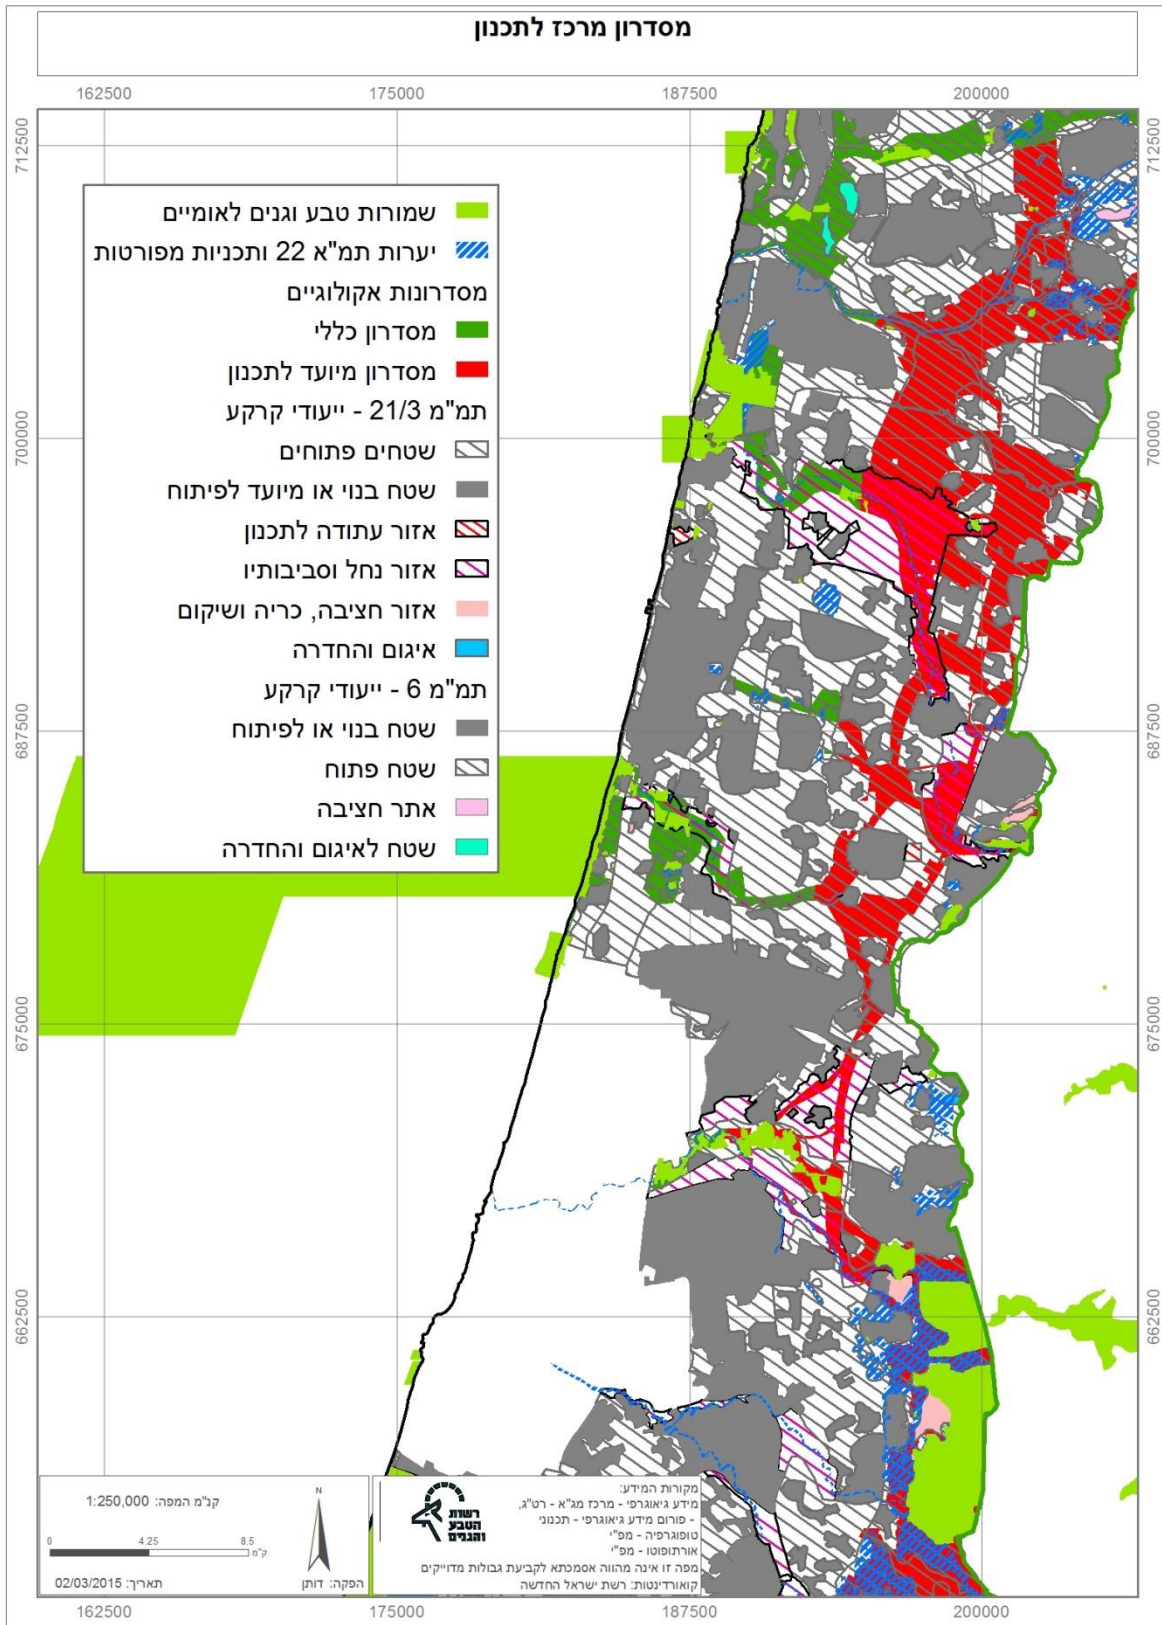 מסדרון מרכז לתכנון
162500 175000 187500 200000
712500 712500
700000 700000
687500 687500
675000 675000
662500 662500
שמורות טבע וגנים לאומיים
יערות תמ"א 22 ותכניות מפורטות
מסדרונות אקולוגיים
מסדרון כללי
מסדרון מיועד לתכנון
תמ"מ 21/3 - ייעודי קרקע
שטחים פתוחים
שטח בנוי או מיועד לפיתוח
אזור עתודה לתכנון
אזור נחל וסביבותיו
אזור חציבה, כריה ושיקום
איגום והחדרה
תמ"מ 6 - ייעודי קרקע
שטח בנוי או לפיתוח
שטח פתוח
אתר חציבה
שטח לאיגום והחדרה
קנ"מ המפה: 1:250,000
0 4.25 8.5
ק"מ
תאריך: 02/03/2015
N
הפקה: דותן
רשות
הטבע
והגנים
מקורות המידע:
מידע גיאוגרפי - מרכז מג"א - רט"ג,
- פורום מידע גיאוגרפי - תכנוני
טופוגרפיה - מפ"י
אורתופוטו - מפ"י
מפה זו אינה מהווה אסמכתא לקביעת גבולות מדוייקים
קואורדינטות: רשת ישראל החדשה
162500 175000 187500 200000